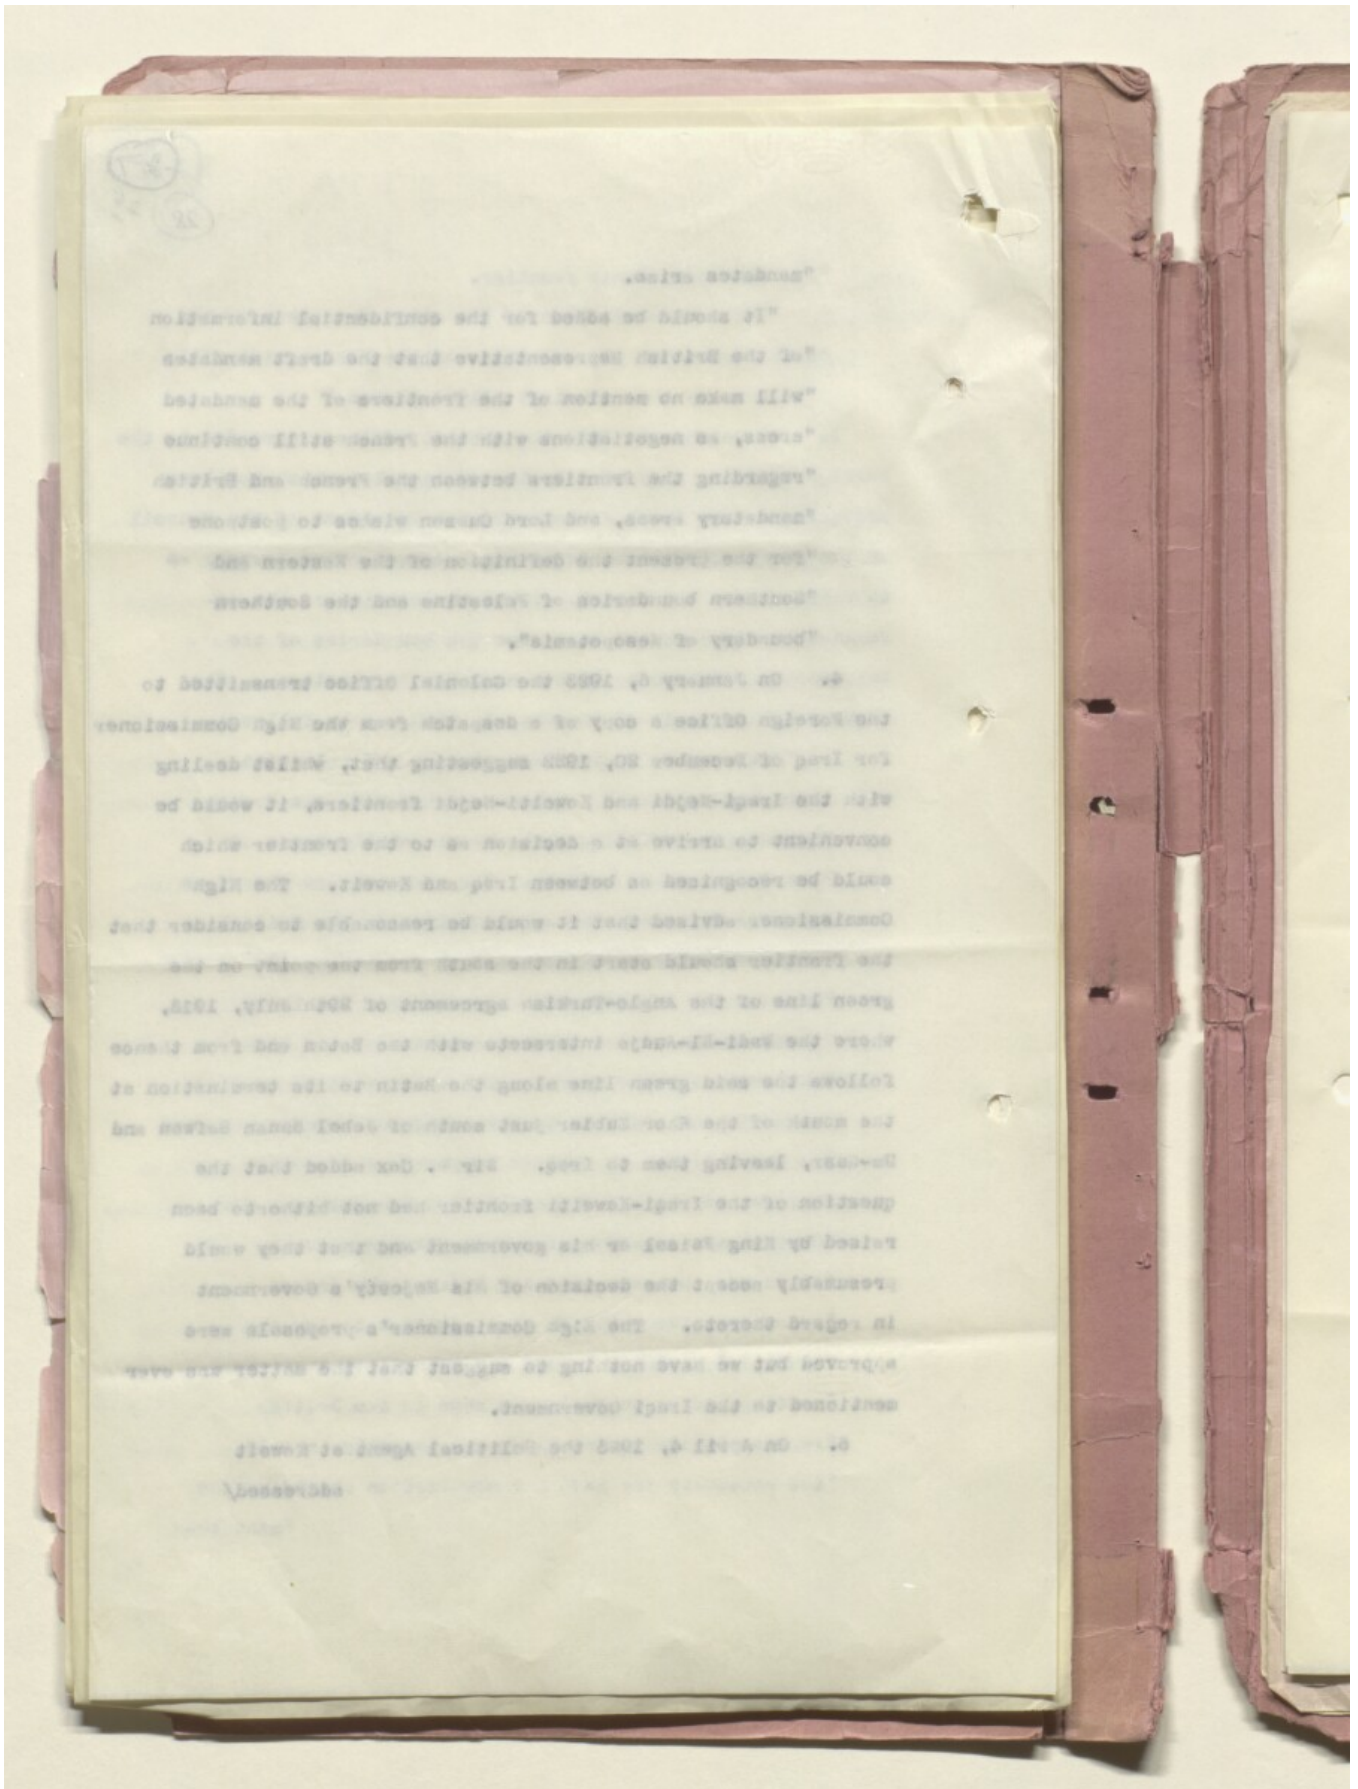 "mandates arise.
"It should be added for the confidential information
"of the British Representative that the draft mandates
"will make no mention of the frontiers of the mandated
"areas, as negotiations with the French still continue
"regarding the frontiers between the French and British
"mandatory areas, and Lord Curzon wishes to postpone
"for the present the definition of the Eastern and
"Southern boundaries of Palestine and the Southern
"boundary of Mesopotamia".
4. On January 6, 1923 the Colonial Office transmitted to
the Foreign Office a copy of a despatch from the High Commissioner
for Iraq of December 20, 1922 suggesting that, whilst dealing
with the Iraqi-Nejdi and Koweiti-Nejdi frontiers, it would be
convenient to arrive at a decision as to the frontier which
could be recognized as between Iraq and Koweit. The High
Commissioner advised that it would be reasonable to consider that
the frontier should start in the south from the point on the
green line of the Anglo-Turkish agreement of 29th July, 1913,
where the Wadi-El-Audja intersects with the Batin and from thence
follows the said green line along the Batin to its termination at
the mouth of the Khor Zubier just south of Jebel Sanam Safwan and
Um-Qasr, leaving them to Iraq. Sir P. Cox added that the
question of the Iraqi-Koweiti frontier had not hitherto been
raised by King Feisal or his government and that they would
presumably accept the decision of His Majesty's Government
in regard thereto. The High Commissioner's proposals were
approved but we have nothing to suggest that the matter was ever
mentioned to the Iraqi Government.
On April 4, 1923 the Political Agent at Koweit
addressed/